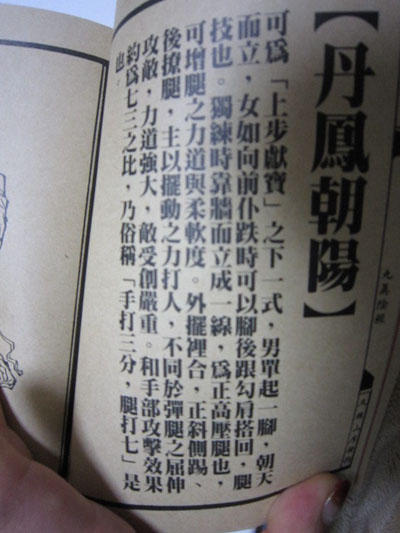 【丹鳳朝陽】
可爲「上步獻寶」之下一式，男單起一腳，朝天
而立，女如向前仆跌時可以腳後跟勾肩搭回，腿
技也。獨練時靠牆而立成一線，爲正高壓腿也，
可增腿之力道與柔軟度。外擺裡合，正斜側踢、
後撩腿，主以擺動之力打人，不同於彈腿之屈伸
攻敵，力道強大，敵受創嚴重。和手部攻擊效果
約爲七三之比，乃俗稱「手打三分，腿打七」是
也。